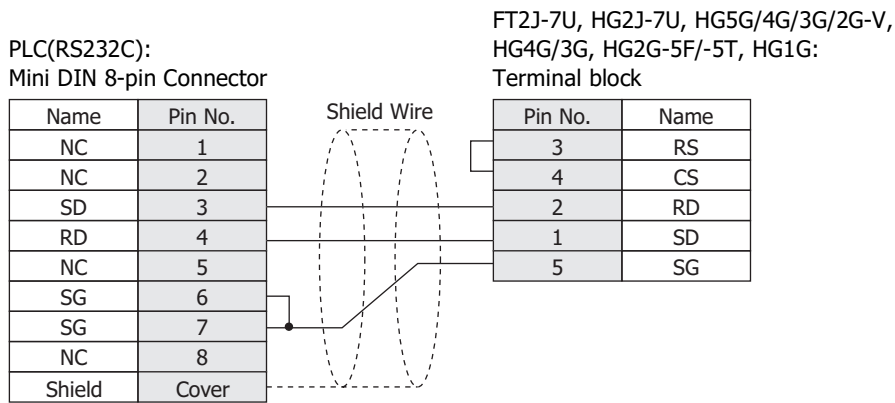 FT2J-7U, HG2J-7U, HG5G/4G/3G/2G-V,
HG4G/3G, HG2G-5F/-5T, HG1G:
Terminal block
PLC(RS232C):
Mini DIN 8-pin Connector
Shield Wire
Name Pin No.
NC 1
NC 2
SD 3
RD 4
NC 5
SG 6
SG 7
NC 8
Shield Cover
Pin No. Name
3 RS
4 CS
2 RD
1 SD
5 SG